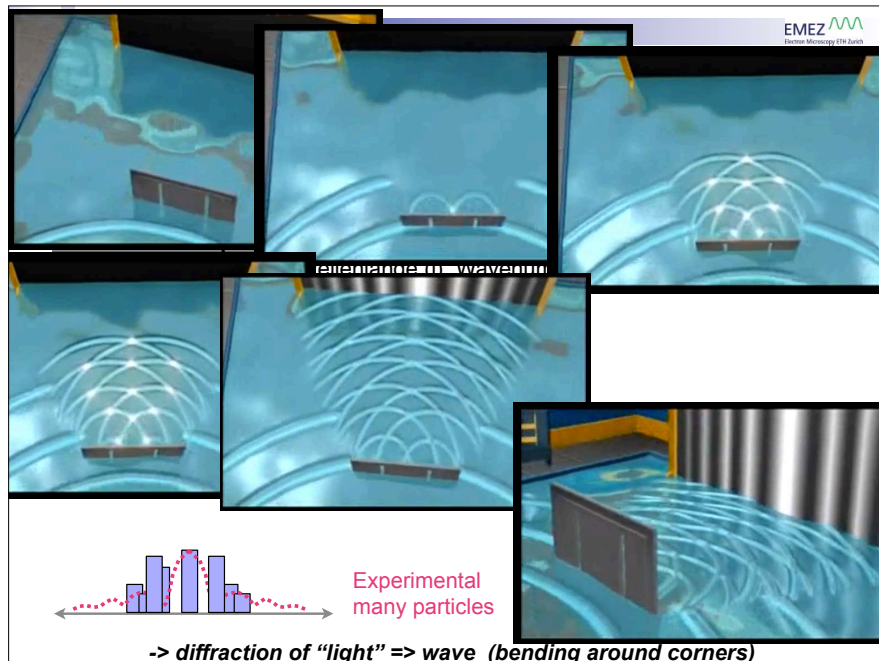 EMEZ
Electron Microscopy ETH Zurich
Experimental
many particles
-> diffraction of “light” => wave (bending around corners)